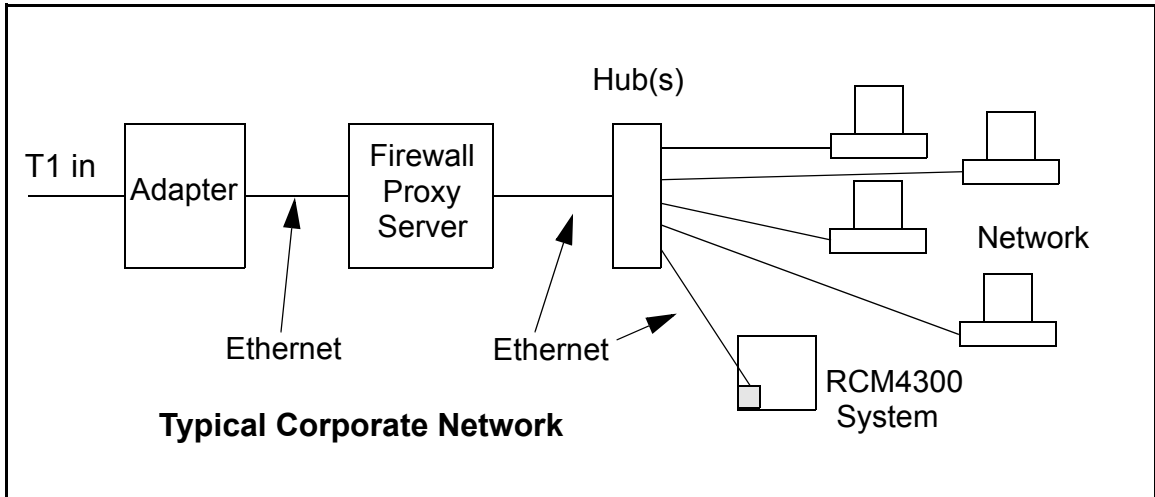 Hub(s)
T1 in
Adapter
Firewall
Proxy
Server
Network
Ethernet
Ethernet
RCM4300
System
Typical Corporate Network